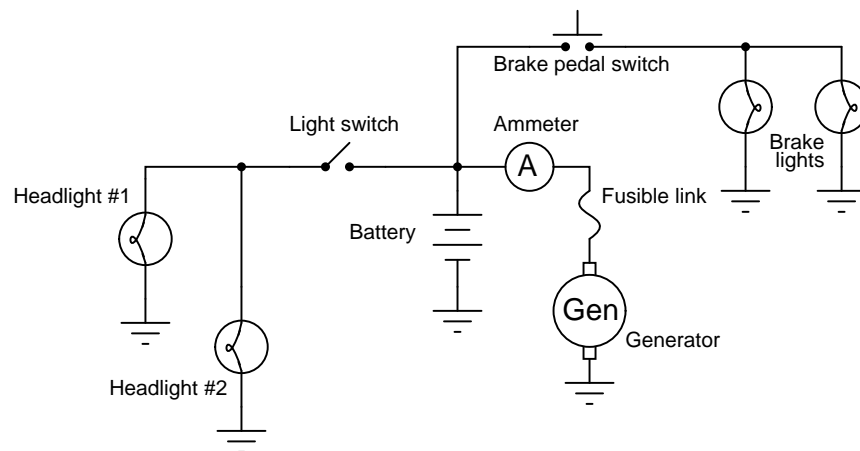 Brake pedal switch
Light switch
Ammeter
Brake
lights
A
Headlight #1
Fusible link
Battery
Gen
Generator
Headlight #2